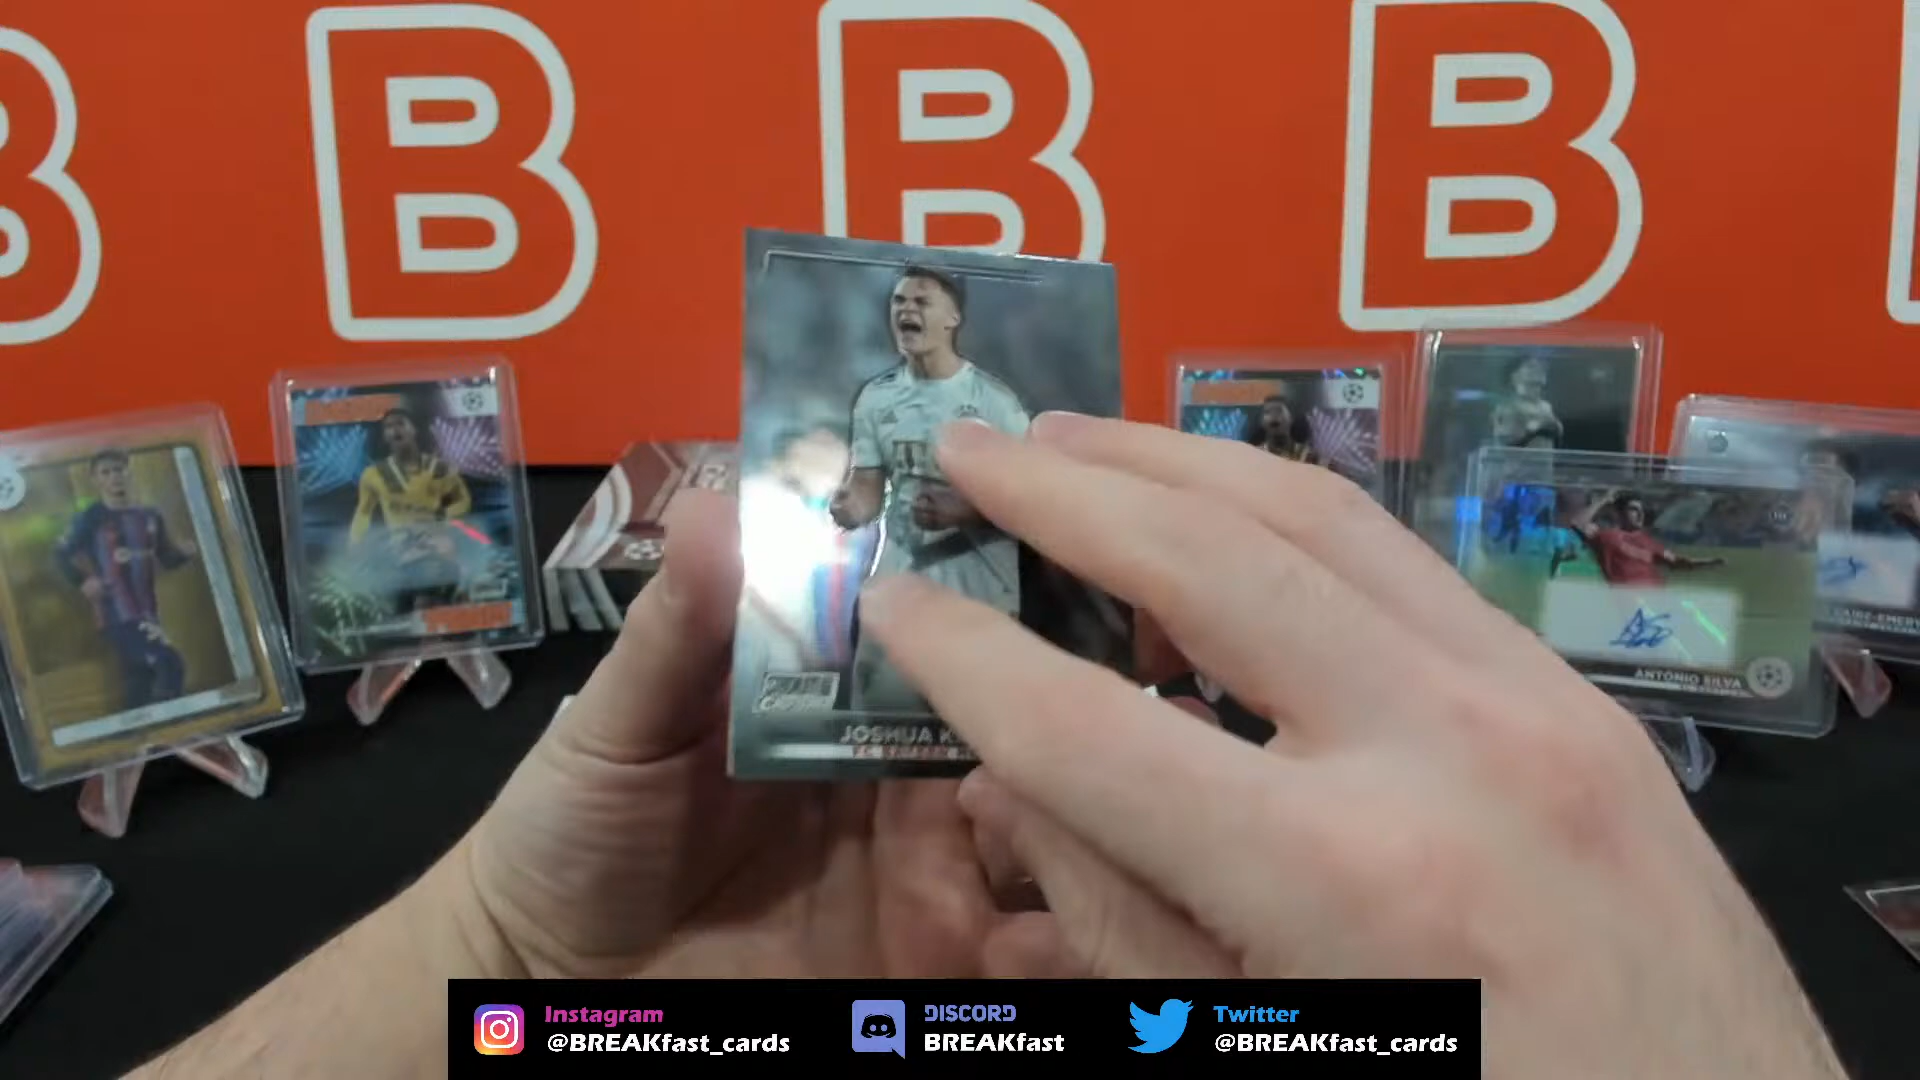 B B B
JOSHUA K
ANTÓNIO SILVA
Instagram
@BREAKfast_cards
DISCORD
BREAKfast
Twitter
@BREAKfast_cards